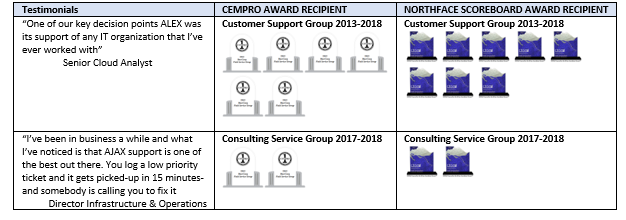 Testimonials
CEMPRO AWARD RECIPIENT
NORTHFACE SCOREBOARD AWARD RECIPIENT
“One of our key decision points ALEX was
its support of any IT organization that I’ve
ever worked with”
Senior Cloud Analyst
Customer Support Group 2013-2018
Customer Support Group 2013-2018
“I’ve been in business a while and what
I’ve noticed is that AJAX support is one of
the best out there. You log a low priority
ticket and it gets picked-up in 15 minutes-
and somebody is calling you to fix it
Director Infrastructure & Operations
Consulting Service Group 2017-2018
Consulting Service Group 2017-2018